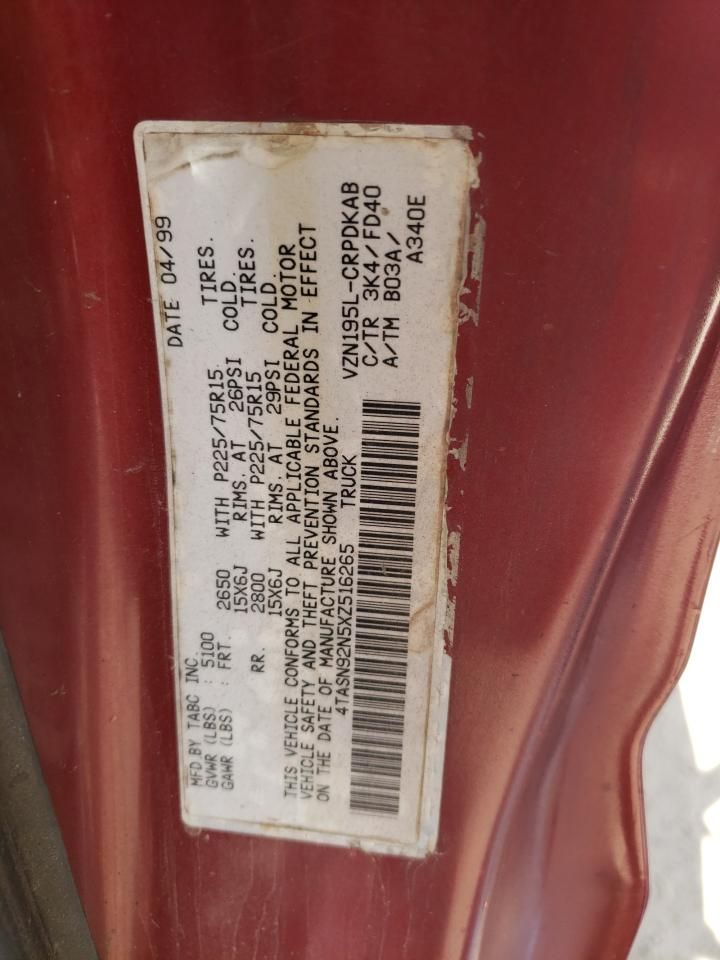 DATE 04/99
MFD.BY TABC INC.
GVWR (LBS) : 5100
GAWR (LBS) : FRT. 2650 WITH P225/75R15 TIRES.
15X6J RIMS. AT 26PSI COLD.
RR. 2800 WITH P225/75R15 TIRES.
15X6J RIMS. AT 29PSI COLD.
THIS VEHICLE CONFORMS TO ALL APPLICABLE FEDERAL MOTOR
VEHICLE SAFETY AND THEFT PREVENTION STANDARDS IN EFFECT
ON THE DATE OF MANUFACTURE SHOWN ABOVE.
4TASN92N5XZ516265 TRUCK
VZN195L-CRPDKAB
C/TR 3K4/FD40
A/TM B03A/
A340E